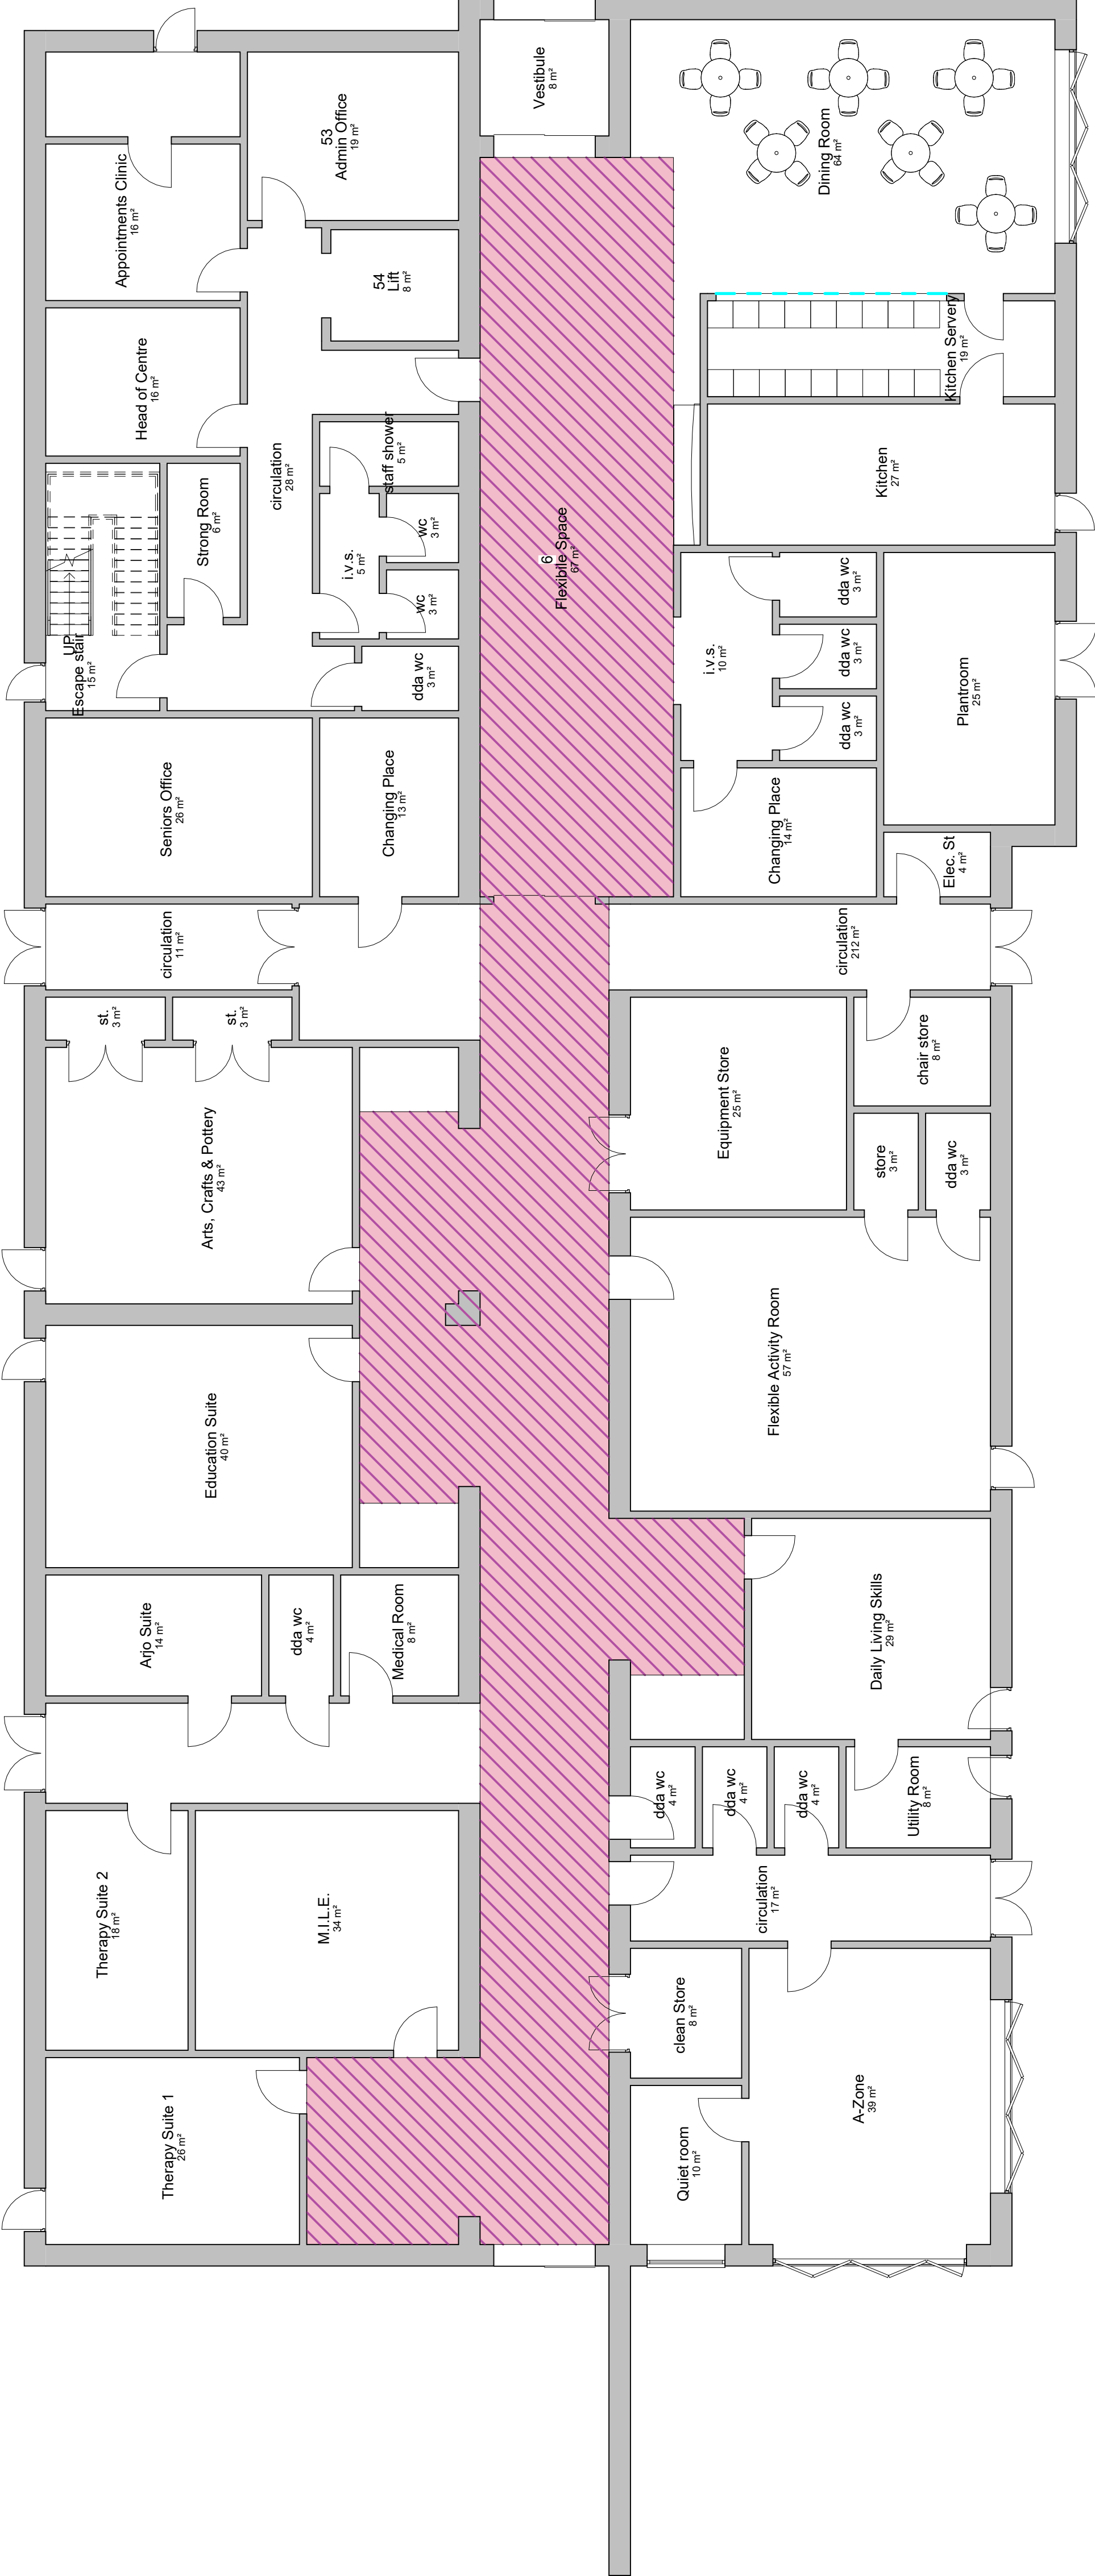 Vestibule
8 m²
Dining Room
64 m²
53
Admin Office
19 m²
Appointments Clinic
16 m²
54
Lift
8 m²
Head of Centre
16 m²
Kitchen Servery
19 m²
staff shower
5 m²
circulation
28 m²
Kitchen
27 m²
Strong Room
6 m²
wc
3 m²
i.v.s.
5 m²
wc
3 m²
6
Flexibile Space
67 m²
dda wc
3 m²
UP
Escape stair
15 m²
dda wc
3 m²
i.v.s.
10 m²
dda wc
3 m²
dda wc
3 m²
Plantroom
25 m²
Seniors Office
26 m²
Changing Place
13 m²
Changing Place
14 m²
Elec. St
4 m²
circulation
11 m²
circulation
212 m²
st.
3 m²
st.
3 m²
chair store
8 m²
Equipment Store
25 m²
Arts, Crafts & Pottery
43 m²
store
3 m²
dda wc
3 m²
Flexible Activity Room
57 m²
Education Suite
40 m²
Arjo Suite
14 m²
dda wc
4 m²
Medical Room
8 m²
Daily Living Skills
29 m²
dda wc
4 m²
dda wc
4 m²
dda wc
4 m²
Utility Room
8 m²
Therapy Suite 2
18 m²
M.I.L.E.
34 m²
circulation
17 m²
clean Store
8 m²
Therapy Suite 1
26 m²
Quiet room
10 m²
A-Zone
39 m²